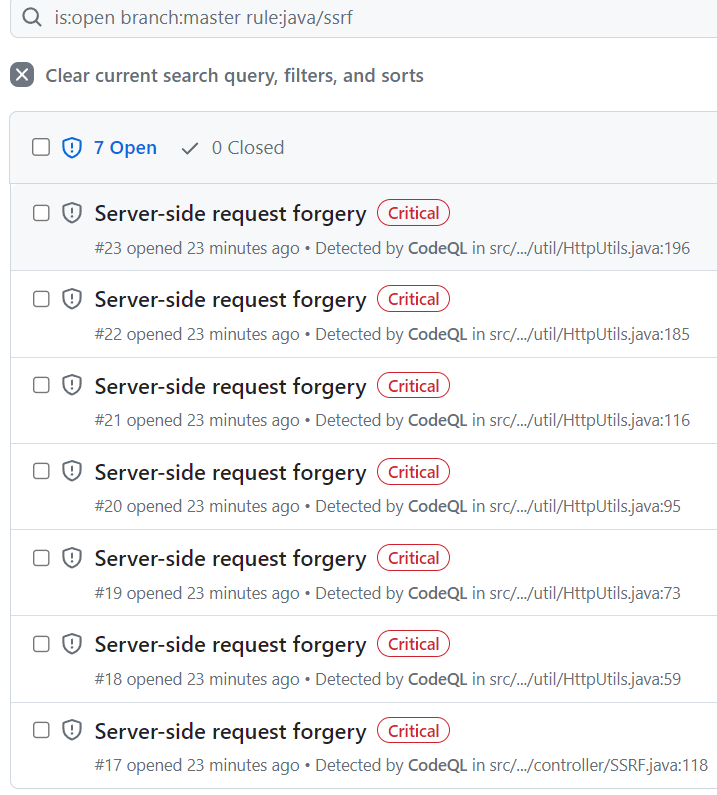 is:open branch:master rule:java/ssrf
Clear current search query, filters, and sorts
7 Open 0 Closed
Server-side request forgery Critical
#23 opened 23 minutes ago • Detected by CodeQL in src/.../util/HttpUtils.java:196
Server-side request forgery Critical
#22 opened 23 minutes ago • Detected by CodeQL in src/.../util/HttpUtils.java:185
Server-side request forgery Critical
#21 opened 23 minutes ago • Detected by CodeQL in src/.../util/HttpUtils.java:116
Server-side request forgery Critical
#20 opened 23 minutes ago • Detected by CodeQL in src/.../util/HttpUtils.java:95
Server-side request forgery Critical
#19 opened 23 minutes ago • Detected by CodeQL in src/.../util/HttpUtils.java:73
Server-side request forgery Critical
#18 opened 23 minutes ago • Detected by CodeQL in src/.../util/HttpUtils.java:59
Server-side request forgery Critical
#17 opened 23 minutes ago • Detected by CodeQL in src/.../controller/SSRF.java:118